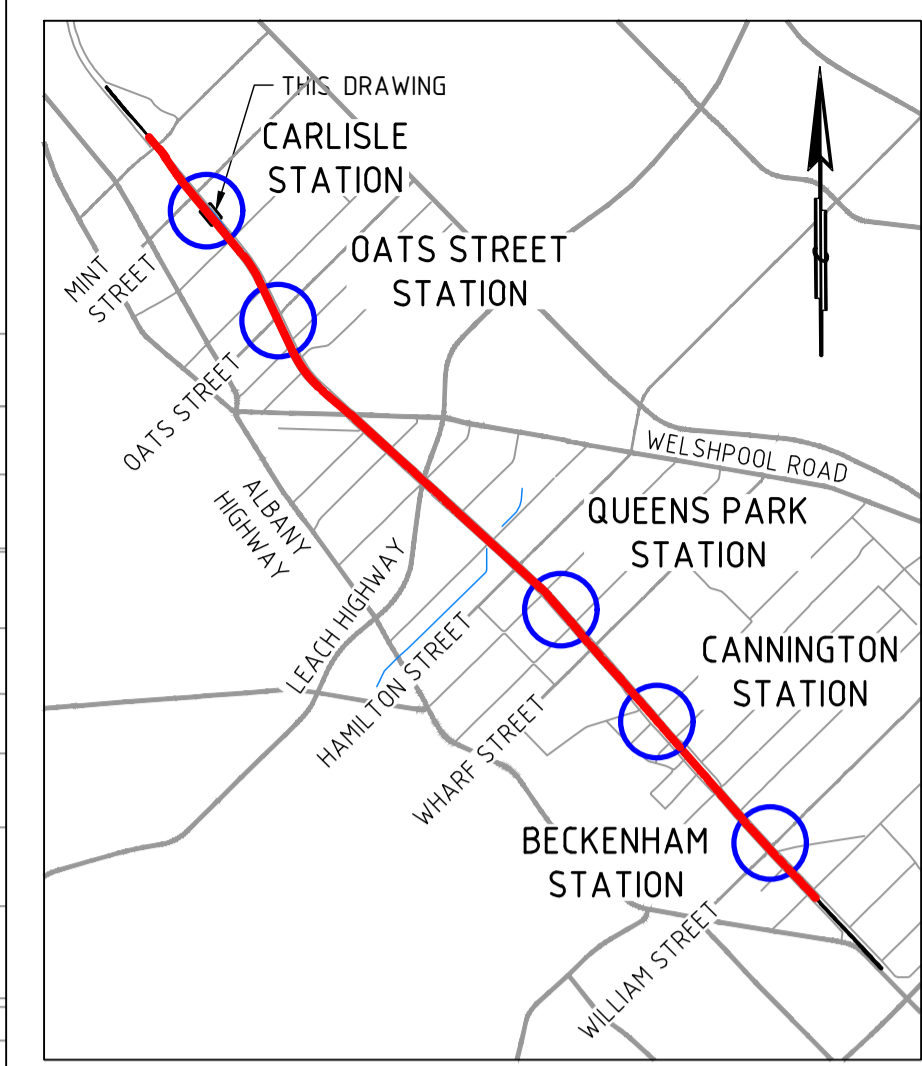 THIS DRAWING
CARLISLE
STATION
OATS STREET
STATION
MINT
STREET
OATS STREET
ALBANY
HIGHWAY
WELSHPOOL ROAD
QUEENS PARK
STATION
LEACH HIGHWAY
HAMILTON STREET
CANNINGTON
STATION
WHARF STREET
BECKENHAM
STATION
WILLIAM STREET